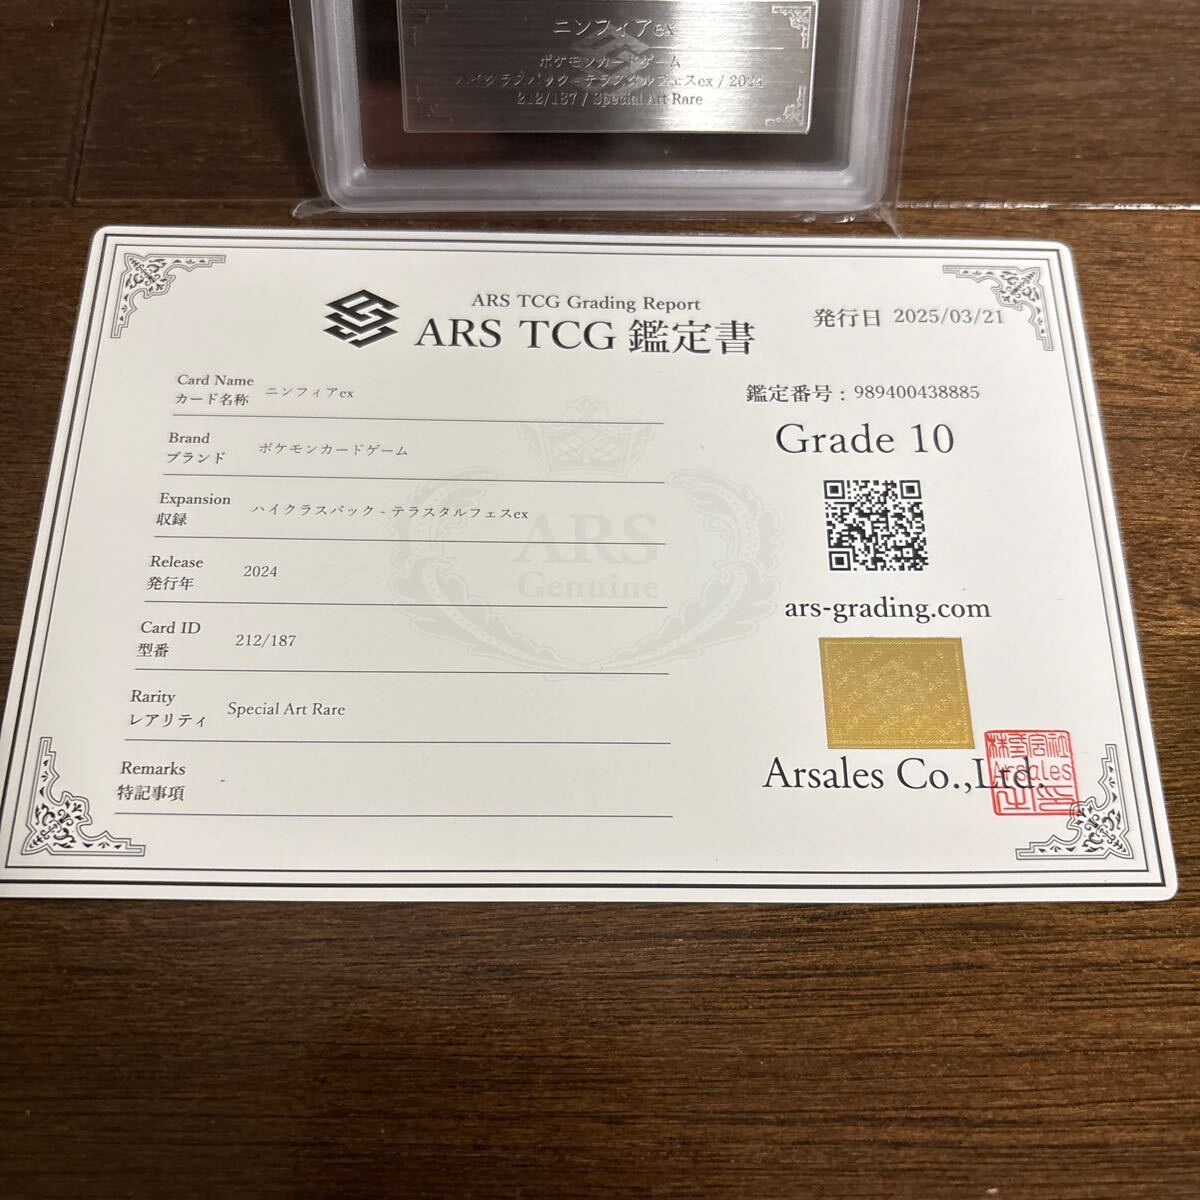 ニンフィアex
ポケモンカードゲーム
ハイクラスパック - テラスタルフェスex / 2024
212/187 / Special Art Rare
ARS TCG Grading Report
ARS TCG 鑑定書
発行日 2025/03/21
鑑定番号 : 989400438885
Grade 10
Card Name
カード名称 ニンフィアex
Brand
ブランド ポケモンカードゲーム
Expansion
収録 ハイクラスパック - テラスタルフェスex
Release
発行年 2024
Card ID
型番 212/187
Rarity
レアリティ Special Art Rare
Remarks
特記事項 -
ARS
Genuine
ars-grading.com
Arsales Co.,Ltd.
株式会社
Arsales